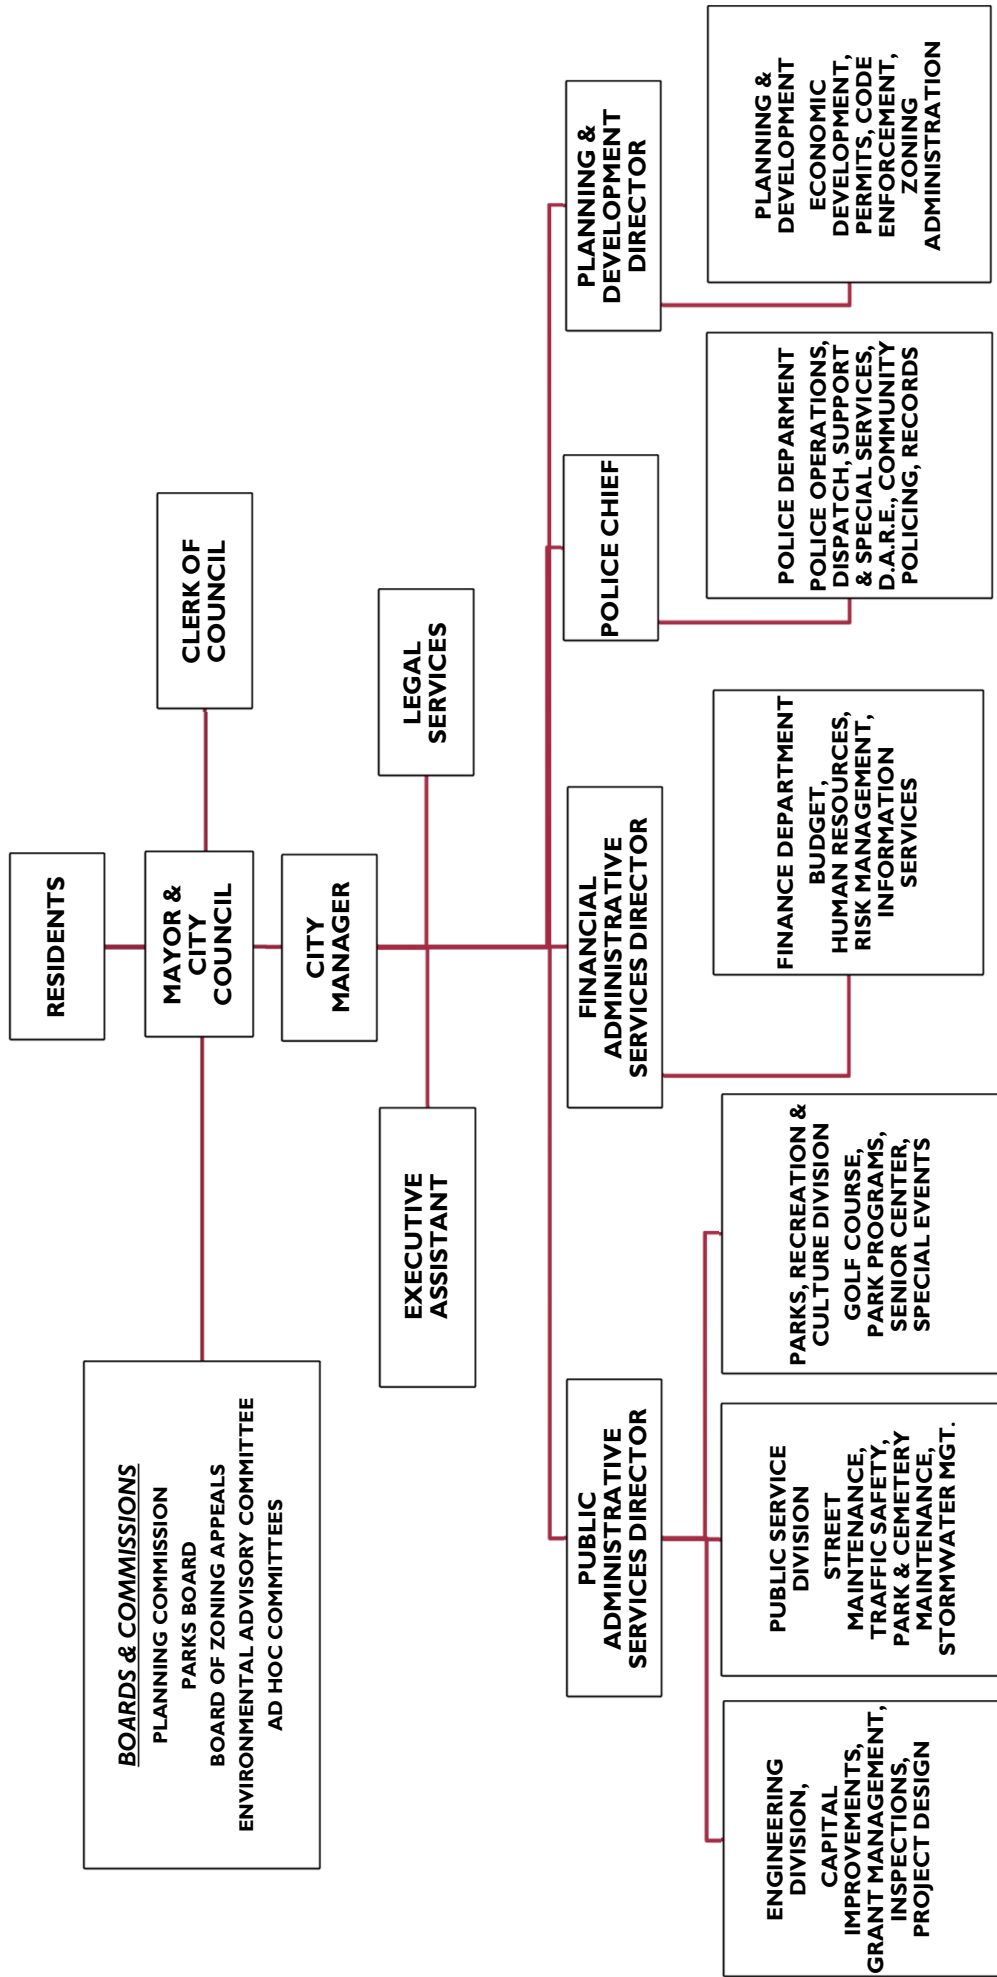 RESIDENTS
MAYOR &
CITY
COUNCIL
CLERK OF
COUNCIL
BOARDS & COMMISSIONS
PLANNING COMMISSION
PARKS BOARD
BOARD OF ZONING APPEALS
ENVIRONMENTAL ADVISORY COMMITTEE
AD HOC COMMITTEES
CITY
MANAGER
EXECUTIVE
ASSISTANT
LEGAL
SERVICES
PUBLIC
ADMINISTRATIVE
SERVICES DIRECTOR
FINANCIAL
ADMINISTRATIVE
SERVICES DIRECTOR
POLICE CHIEF
PLANNING &
DEVELOPMENT
DIRECTOR
ENGINEERING
DIVISION,
CAPITAL
IMPROVEMENTS,
GRANT MANAGEMENT,
INSPECTIONS,
PROJECT DESIGN
PUBLIC SERVICE
DIVISION
STREET
MAINTENANCE,
TRAFFIC SAFETY,
PARK & CEMETERY
MAINTENANCE,
STORMWATER MGT.
PARKS, RECREATION &
CULTURE DIVISION
GOLF COURSE,
PARK PROGRAMS,
SENIOR CENTER,
SPECIAL EVENTS
FINANCE DEPARTMENT
BUDGET,
HUMAN RESOURCES,
RISK MANAGEMENT,
INFORMATION
SERVICES
POLICE DEPARMENT
POLICE OPERATIONS,
DISPATCH, SUPPORT
& SPECIAL SERVICES,
D.A.R.E., COMMUNITY
POLICING, RECORDS
PLANNING &
DEVELOPMENT
ECONOMIC
DEVELOPMENT,
PERMITS, CODE
ENFORCEMENT,
ZONING
ADMINISTRATION